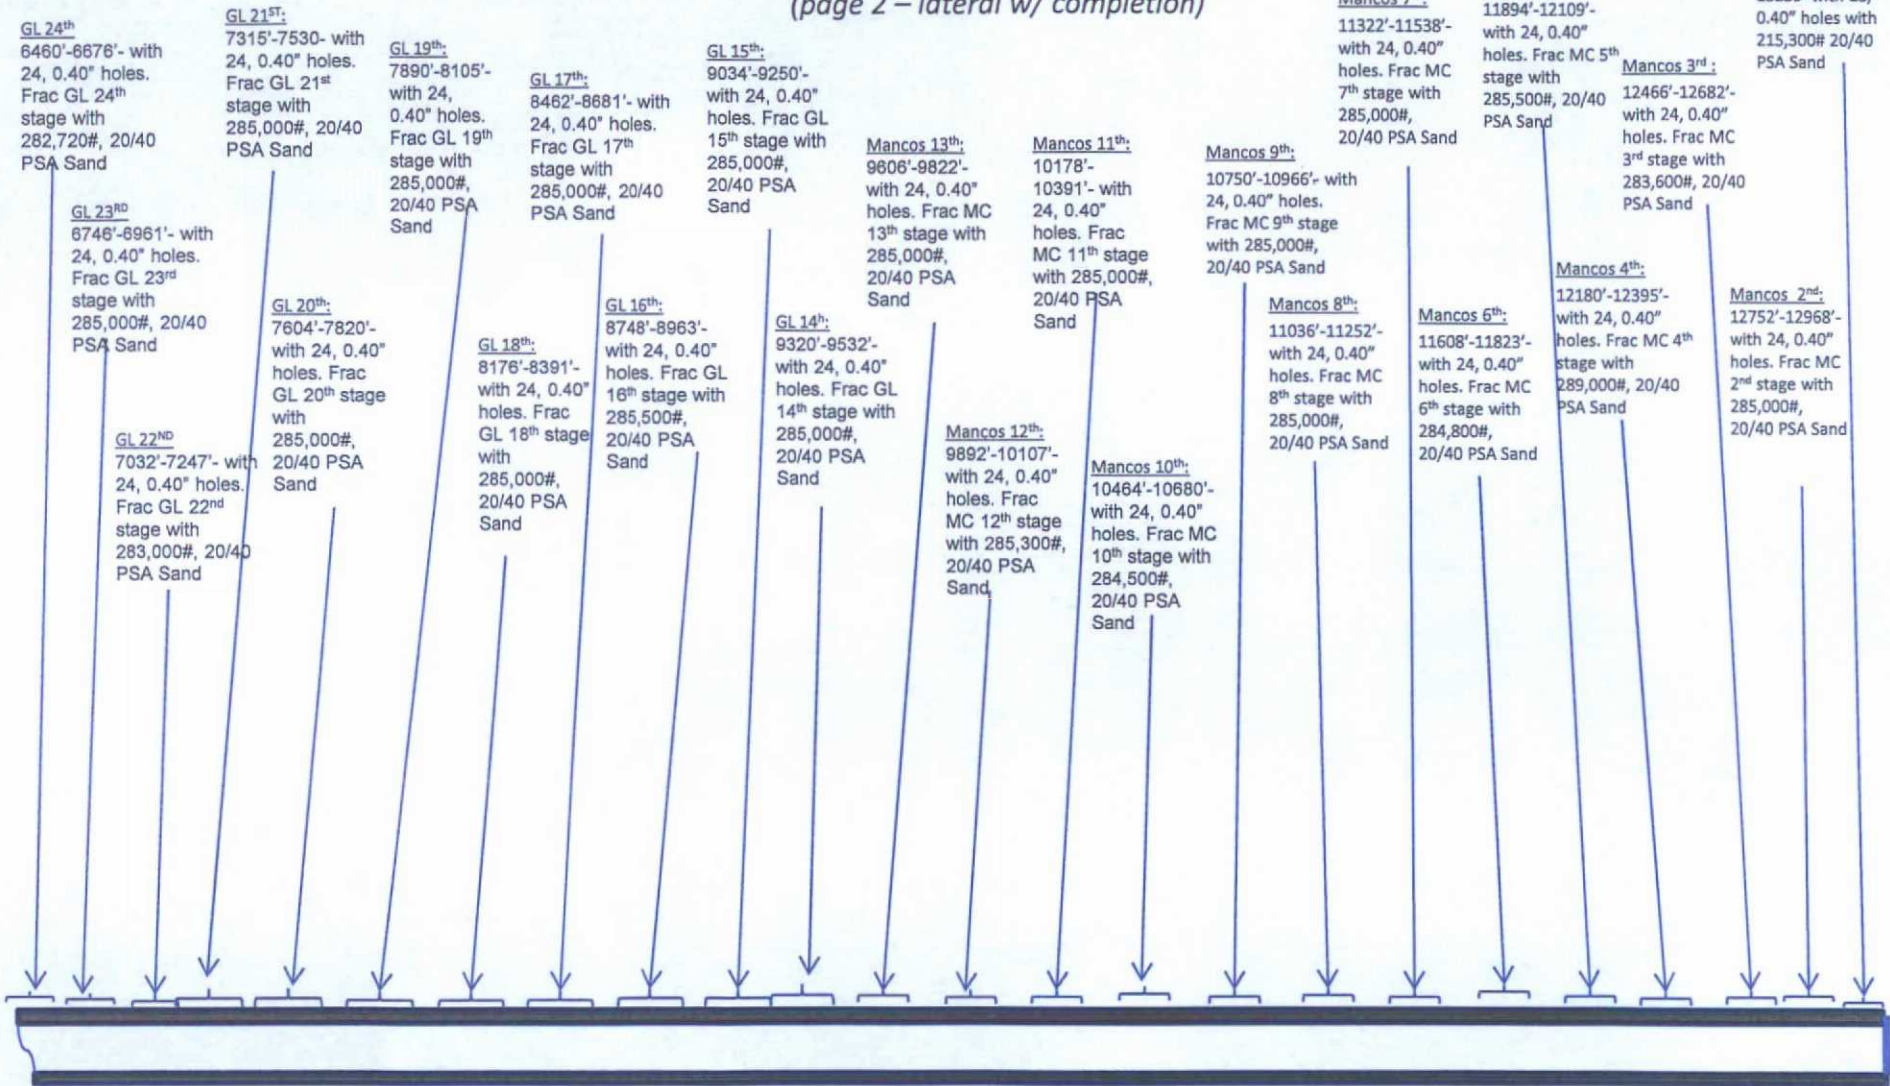 (page 2 – lateral w/ completion)
GL 24th
6460'-6676'- with
24, 0.40" holes.
Frac GL 24th
stage with
282,720#, 20/40
PSA Sand
GL 23RD
6746'-6961'- with
24, 0.40" holes.
Frac GL 23rd
stage with
285,000#, 20/40
PSA Sand
GL 22ND
7032'-7247'- with
24, 0.40" holes.
Frac GL 22nd
stage with
283,000#, 20/40
PSA Sand
GL 21ST:
7315'-7530- with
24, 0.40" holes.
Frac GL 21st
stage with
285,000#, 20/40
PSA Sand
GL 20th:
7604'-7820'-
with 24, 0.40"
holes. Frac
GL 20th stage
with
285,000#,
20/40 PSA
Sand
GL 19th:
7890'-8105'-
with 24,
0.40" holes.
Frac GL 19th
stage with
285,000#,
20/40 PSA
Sand
GL 18th:
8176'-8391'-
with 24, 0.40"
holes. Frac
GL 18th stage
with
285,000#,
20/40 PSA
Sand
GL 17th:
8462'-8681'- with
24, 0.40" holes.
Frac GL 17th
stage with
285,000#, 20/40
PSA Sand
GL 16th:
8748'-8963'-
with 24, 0.40"
holes. Frac GL
16th stage with
285,500#,
20/40 PSA
Sand
GL 15th:
9034'-9250'-
with 24, 0.40"
holes. Frac GL
15th stage with
285,000#,
20/40 PSA
Sand
GL 14h:
9320'-9532'-
with 24, 0.40"
holes. Frac GL
14th stage with
285,000#,
20/40 PSA
Sand
Mancos 13th:
9606'-9822'-
with 24, 0.40"
holes. Frac MC
13th stage with
285,000#,
20/40 PSA
Sand
Mancos 12th:
9892'-10107'-
with 24, 0.40"
holes. Frac
MC 12th stage
with 285,300#,
20/40 PSA
Sand,
Mancos 11th:
10178'-
10391'- with
24, 0.40"
holes. Frac
MC 11th stage
with 285,000#,
20/40 PSA
Sand
Mancos 10th:
10464'-10680'-
with 24, 0.40"
holes. Frac MC
10th stage with
284,500#,
20/40 PSA
Sand
Mancos 9th:
10750'-10966'- with
24, 0.40" holes.
Frac MC 9th stage
with 285,000#,
20/40 PSA Sand
Mancos 8th:
11036'-11252'-
with 24, 0.40"
holes. Frac MC
8th stage with
285,000#,
20/40 PSA Sand
Mancos 7th:
11322'-11538'-
with 24, 0.40"
holes. Frac MC
7th stage with
285,000#,
20/40 PSA Sand
Mancos 6th:
11608'-11823'-
with 24, 0.40"
holes. Frac MC
6th stage with
284,800#,
20/40 PSA Sand
11894'-12109'-
with 24, 0.40"
holes. Frac MC 5th
stage with
285,500#, 20/40
PSA Sand
Mancos 4th:
12180'-12395'-
with 24, 0.40"
holes. Frac MC 4th
stage with
289,000#, 20/40
PSA Sand
Mancos 3rd :
12466'-12682'-
with 24, 0.40"
holes. Frac MC
3rd stage with
283,600#, 20/40
PSA Sand
Mancos 2nd:
12752'-12968'-
with 24, 0.40"
holes. Frac MC
2nd stage with
285,000#,
20/40 PSA Sand
0.40" holes with
215,300# 20/40
PSA Sand